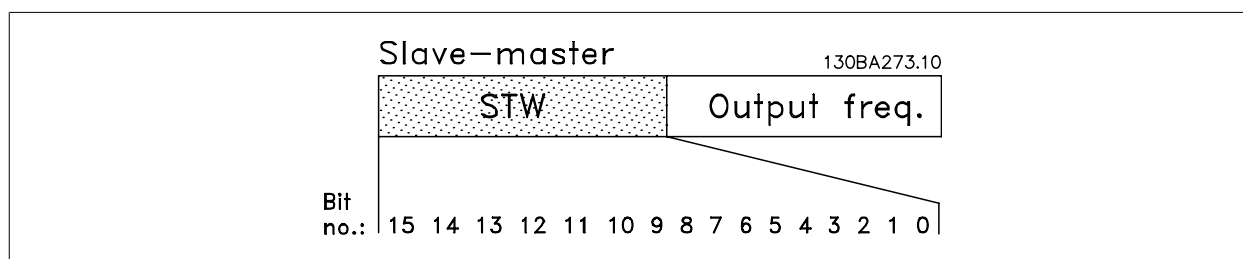 Slave-master 130BA273.10
STW Output freq.
Bit
no.: 15 14 13 12 11 10 9 8 7 6 5 4 3 2 1 0